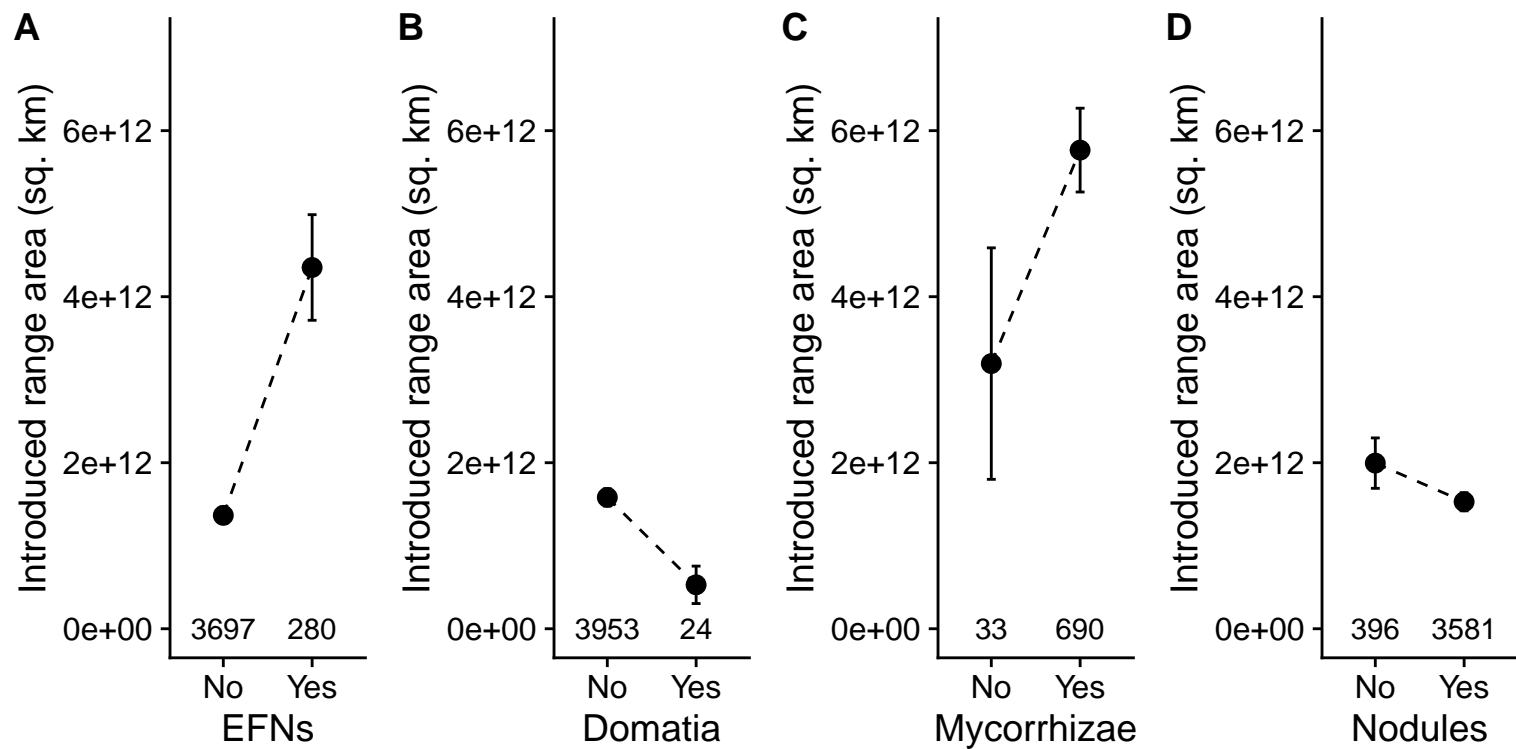 A
Introduced range area (sq. km)
6e+12
4e+12
2e+12
0e+00
3697 280
No Yes
EFNs
B
Introduced range area (sq. km)
6e+12
4e+12
2e+12
0e+00
3953 24
No Yes
Domatia
C
Introduced range area (sq. km)
6e+12
4e+12
2e+12
0e+00
33 690
No Yes
Mycorrhizae
D
Introduced range area (sq. km)
6e+12
4e+12
2e+12
0e+00
396 3581
No Yes
Nodules